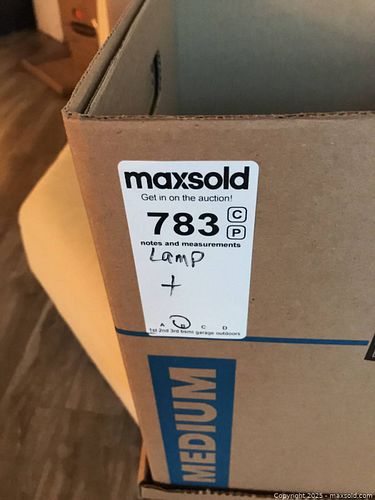 maxsold
Get in on the auction!
783 C
P
notes and measurements
Lamp
+
A B C D
1st 2nd 3rd bsmt garage outdoors
MEDIUM
Copyright 2025 - maxsold.com